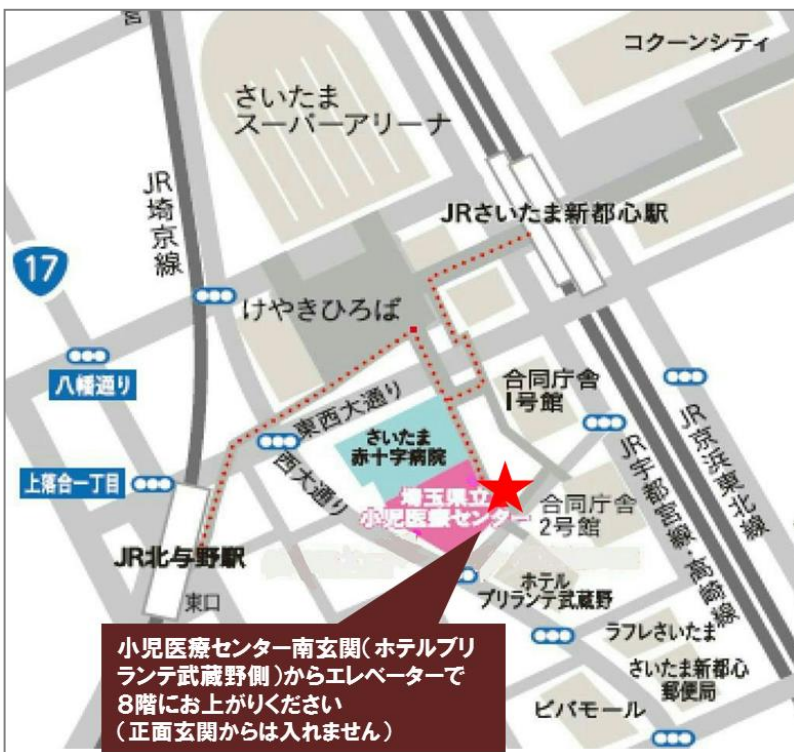 コクーンシティ
さいたま
スーパーアリーナ
JR埼京線
JRさいたま新都心駅
17
けやきひろば
八幡通り
東西大通り
合同庁舎
1号館
さいたま
赤十字病院
西大通り
上落合一丁目
埼玉県立
小児医療センター
合同庁舎
2号館
JR京浜東北線
JR宇都宮線・高崎線
JR北与野駅
東口
ホテル
ブリランテ武蔵野
ラフレさいたま
さいたま新都心
郵便局
ビバモール
小児医療センター南玄関(ホテルブリ
ランテ武蔵野側)からエレベーターで
8階にお上がりください
(正面玄関からは入れません)